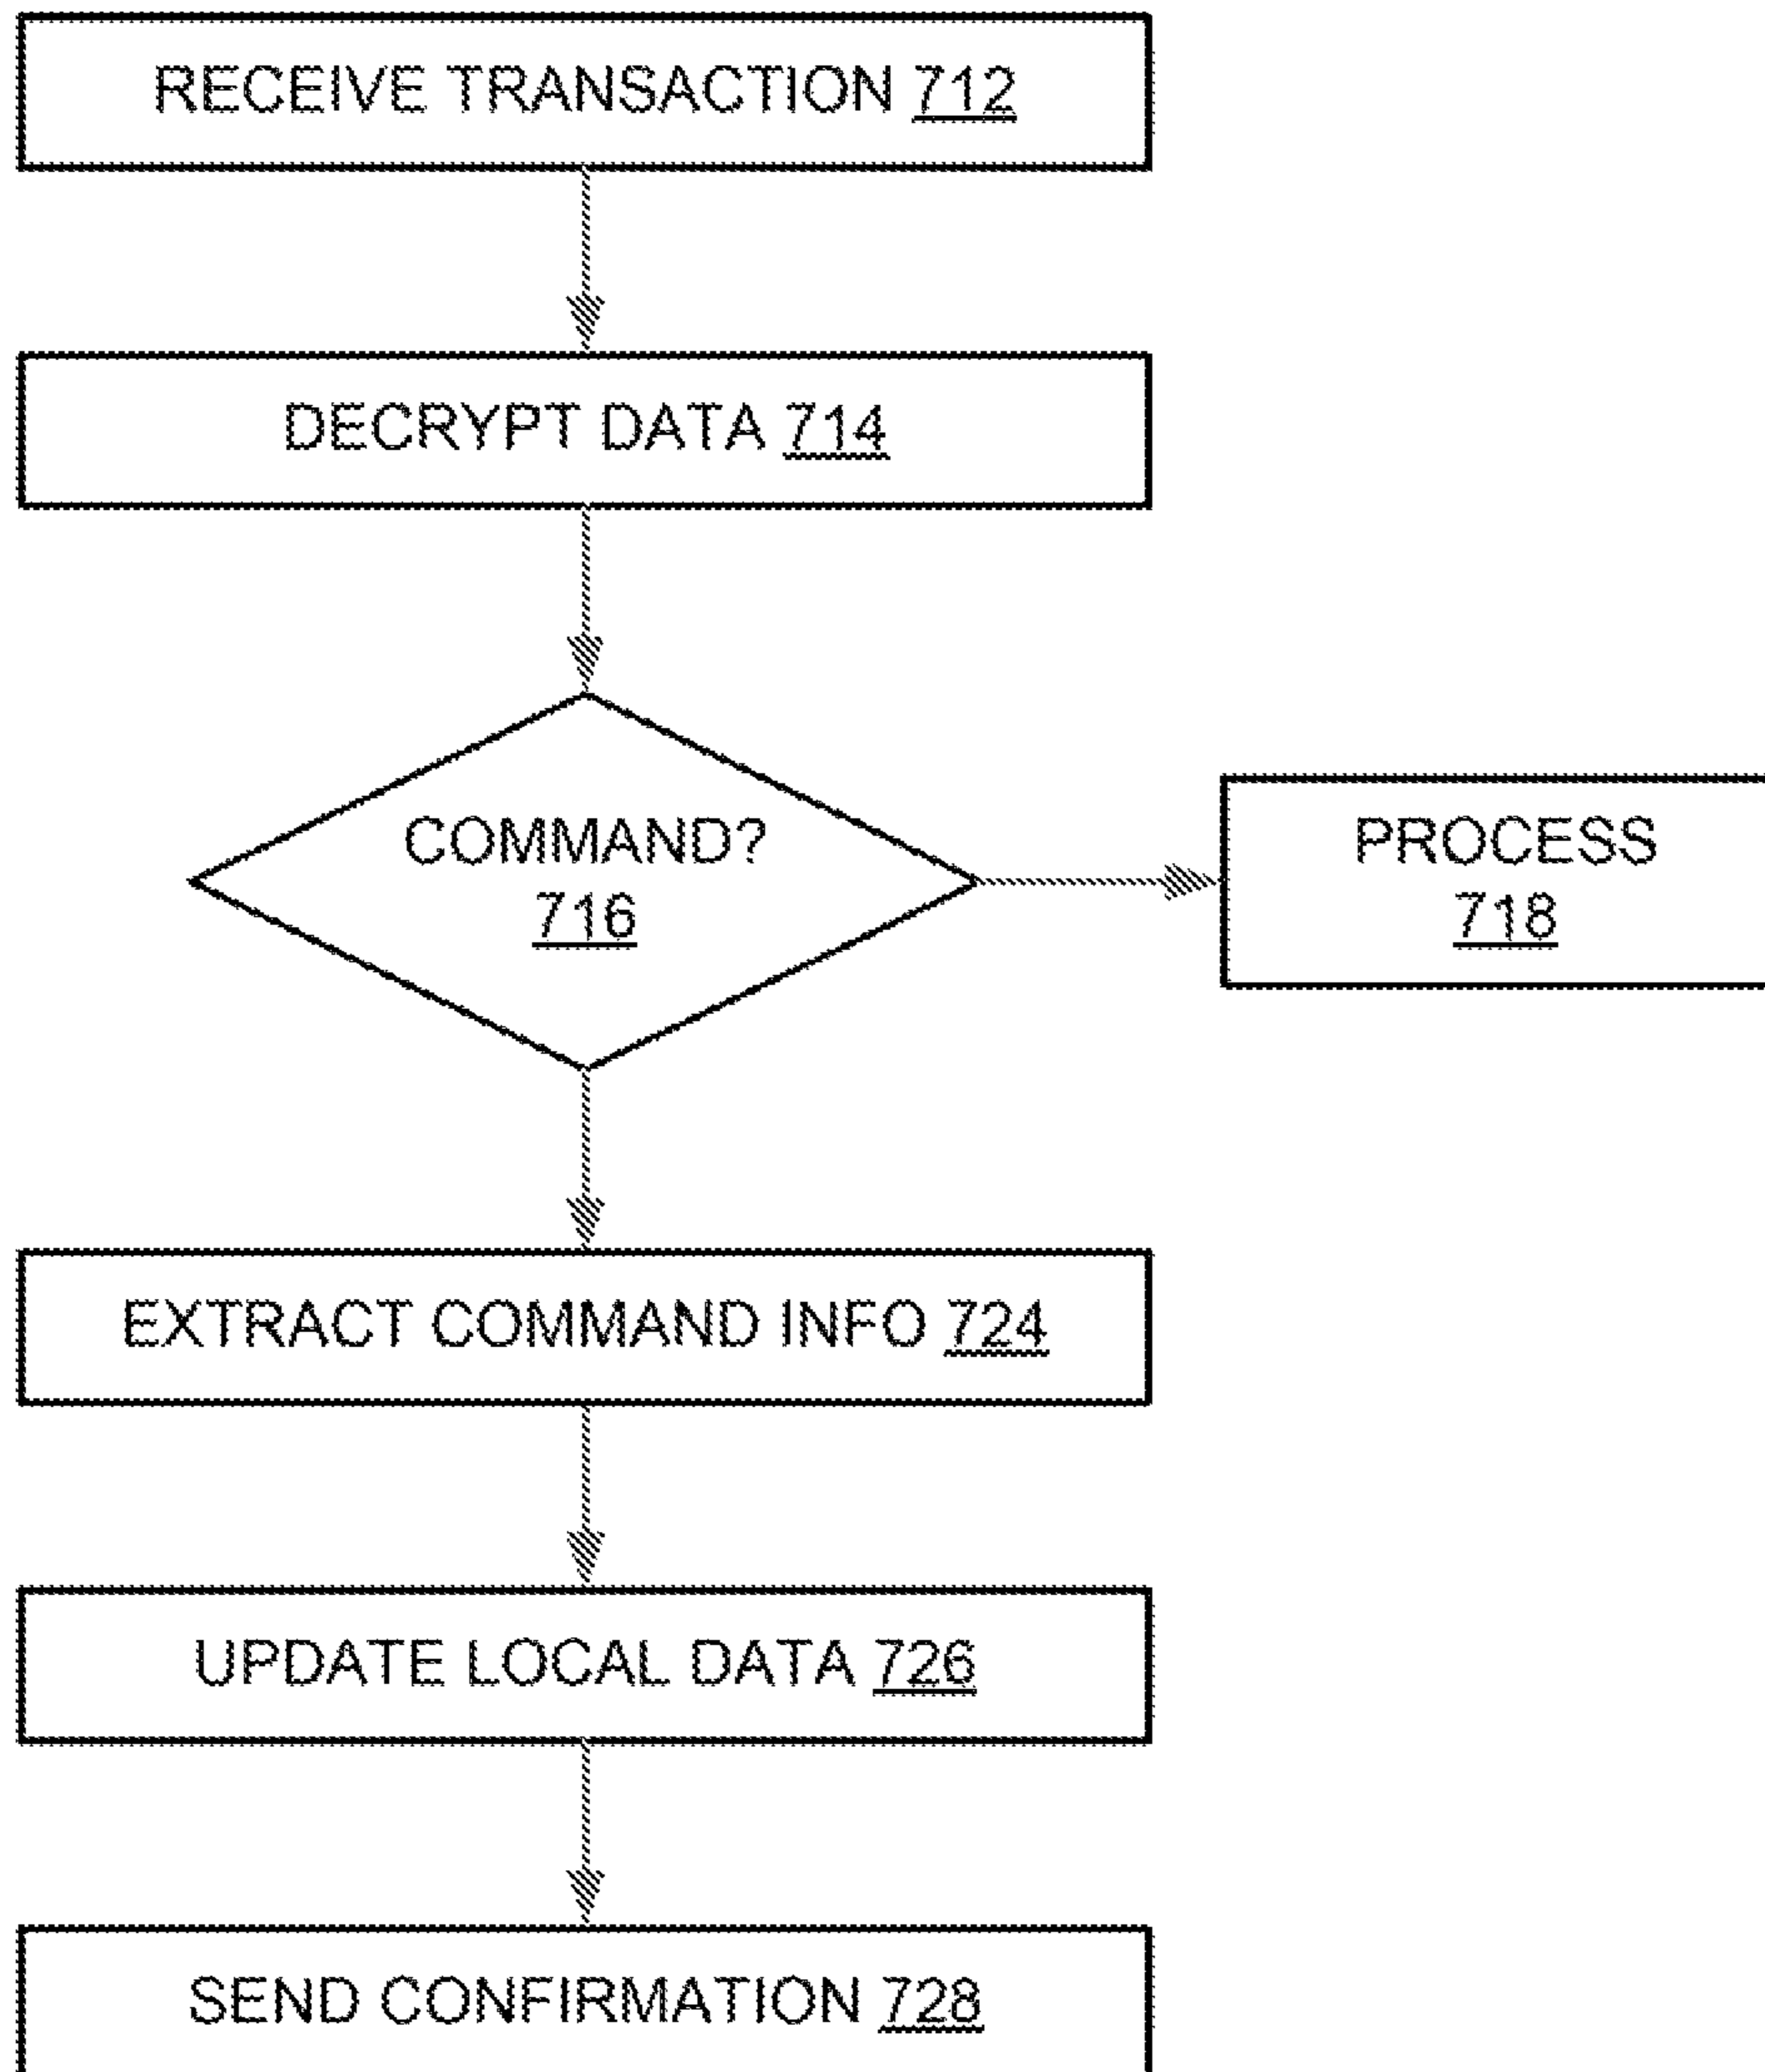 RECEIVE TRANSACTION 712
DECRYPT DATA 714
COMMAND?
716
PROCESS
718
EXTRACT COMMAND INFO 724
UPDATE LOCAL DATA 726
SEND CONFIRMATION 728